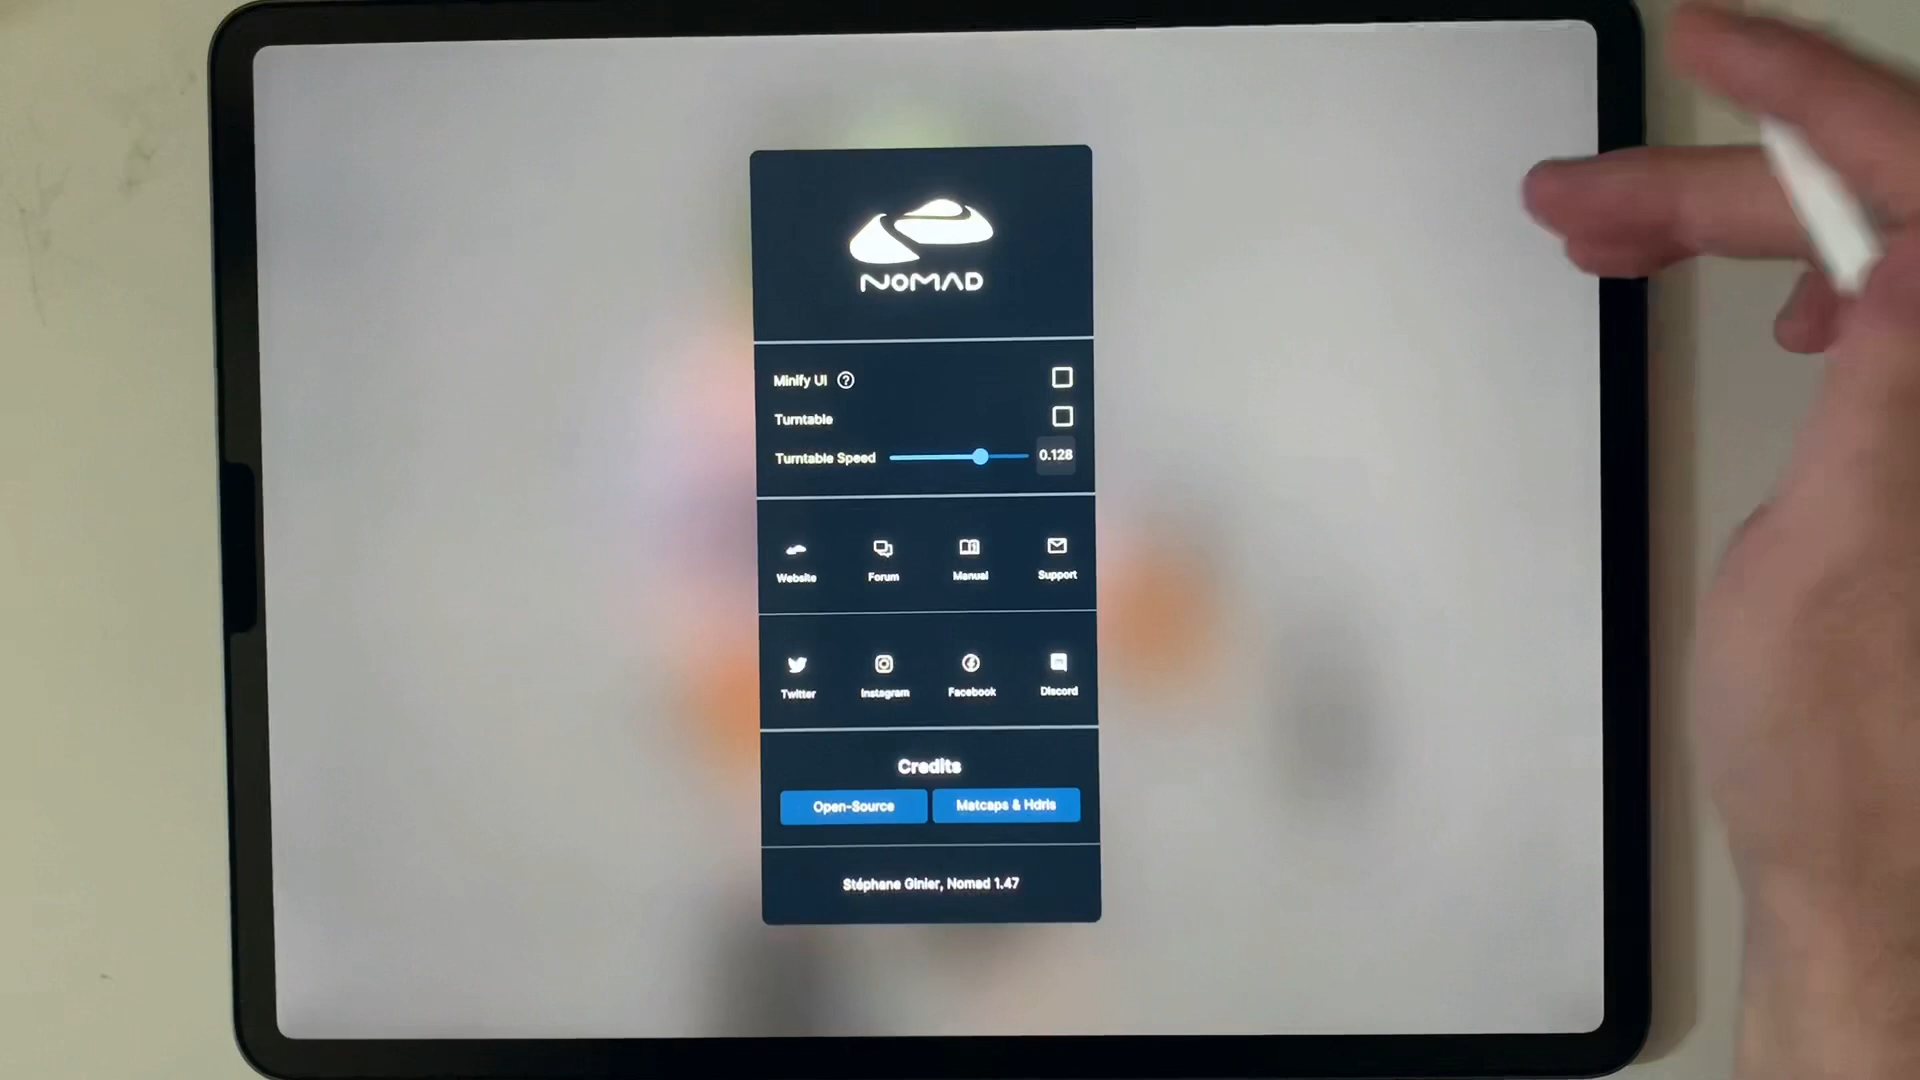 NOMAD
Minify UI
Turntable
Turntable Speed 0.128
Website Forum Manual Support
Twitter Instagram Facebook Discord
Credits
Open-Source Matcaps & Hdris
Stéphane Ginier, Nomad 1.47